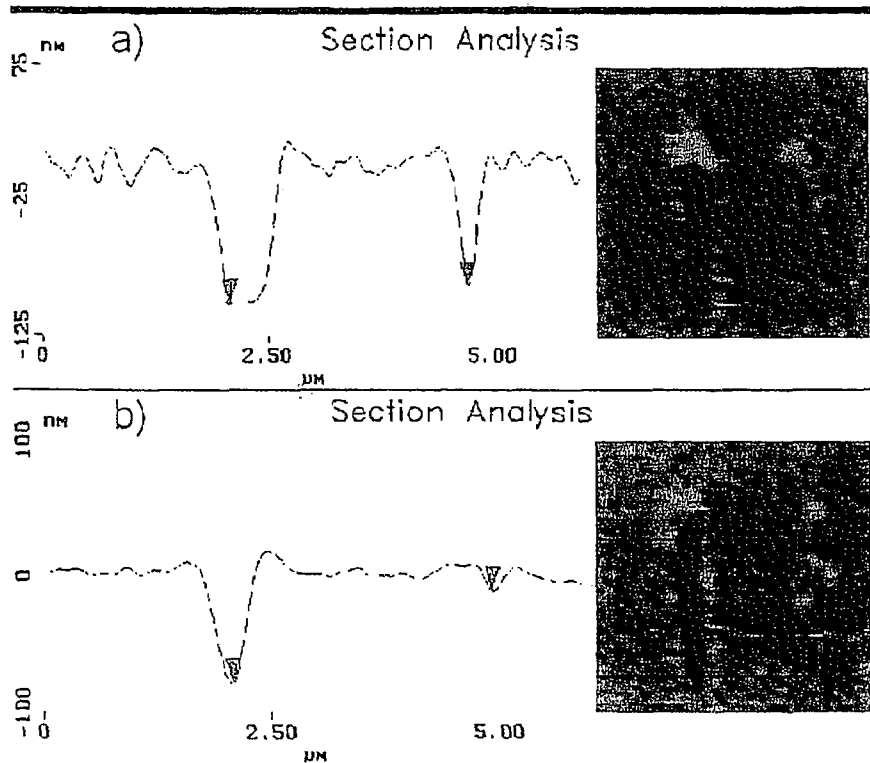 a) Section Analysis
nM
75
-25
-125
0 2.50 5.00
µM
b) Section Analysis
nM
100
0
-100
0 2.50 5.00
µM